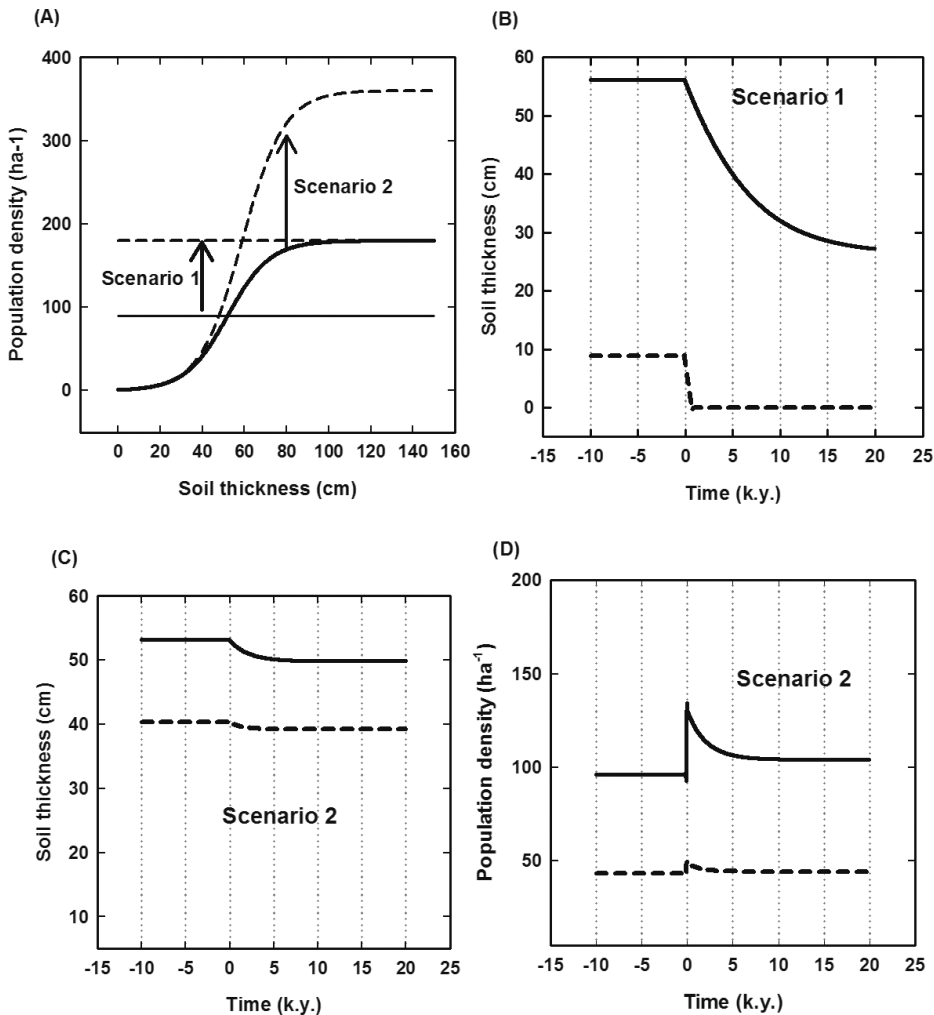 (A)
400
300
200
100
0
Population density (ha-1)
Scenario 2
Scenario 1
0 20 40 60 80 100 120 140 160
Soil thickness (cm)
(B)
60
50
40
30
20
10
0
Soil thickness (cm)
Scenario 1
-15 -10 -5 0 5 10 15 20 25
Time (k.y.)
(C)
60
50
40
30
20
10
Soil thickness (cm)
Scenario 2
-15 -10 -5 0 5 10 15 20 25
Time (k.y.)
(D)
200
150
100
50
Population density (ha⁻¹)
Scenario 2
-15 -10 -5 0 5 10 15 20 25
Time (k.y.)